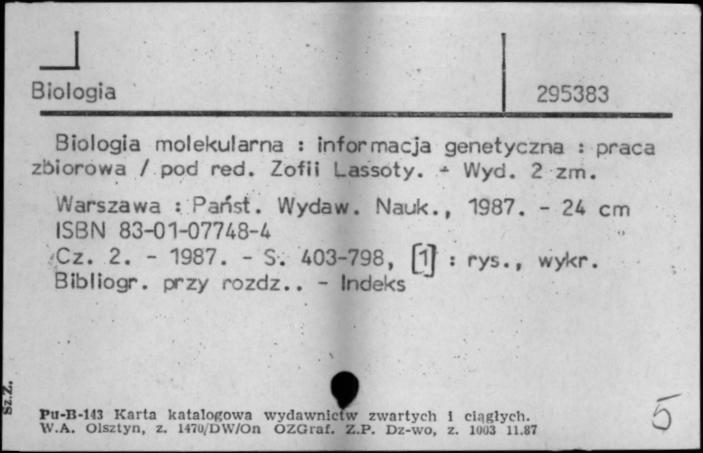 Biologia 295383
Biologia molekularna : informacja genetyczna : praca
zbiorowa / pod red. Zofii Lassoty. - Wyd. 2 zm.
Warszawa : Państ. Wydaw. Nauk., 1987. - 24 cm
ISBN 83-01-07748-4
Cz. 2. - 1987. - S. 403-798, [1] : rys., wykr.
Bibliogr. przy rozdz.. - Indeks
Sz.Z.
Pu-B-143 Karta katalogowa wydawnictw zwartych i ciągłych.
W.A. Olsztyn, z. 1470/DW/On OZGraf. Z.P. Dz-wo, z. 1003 11.87
5